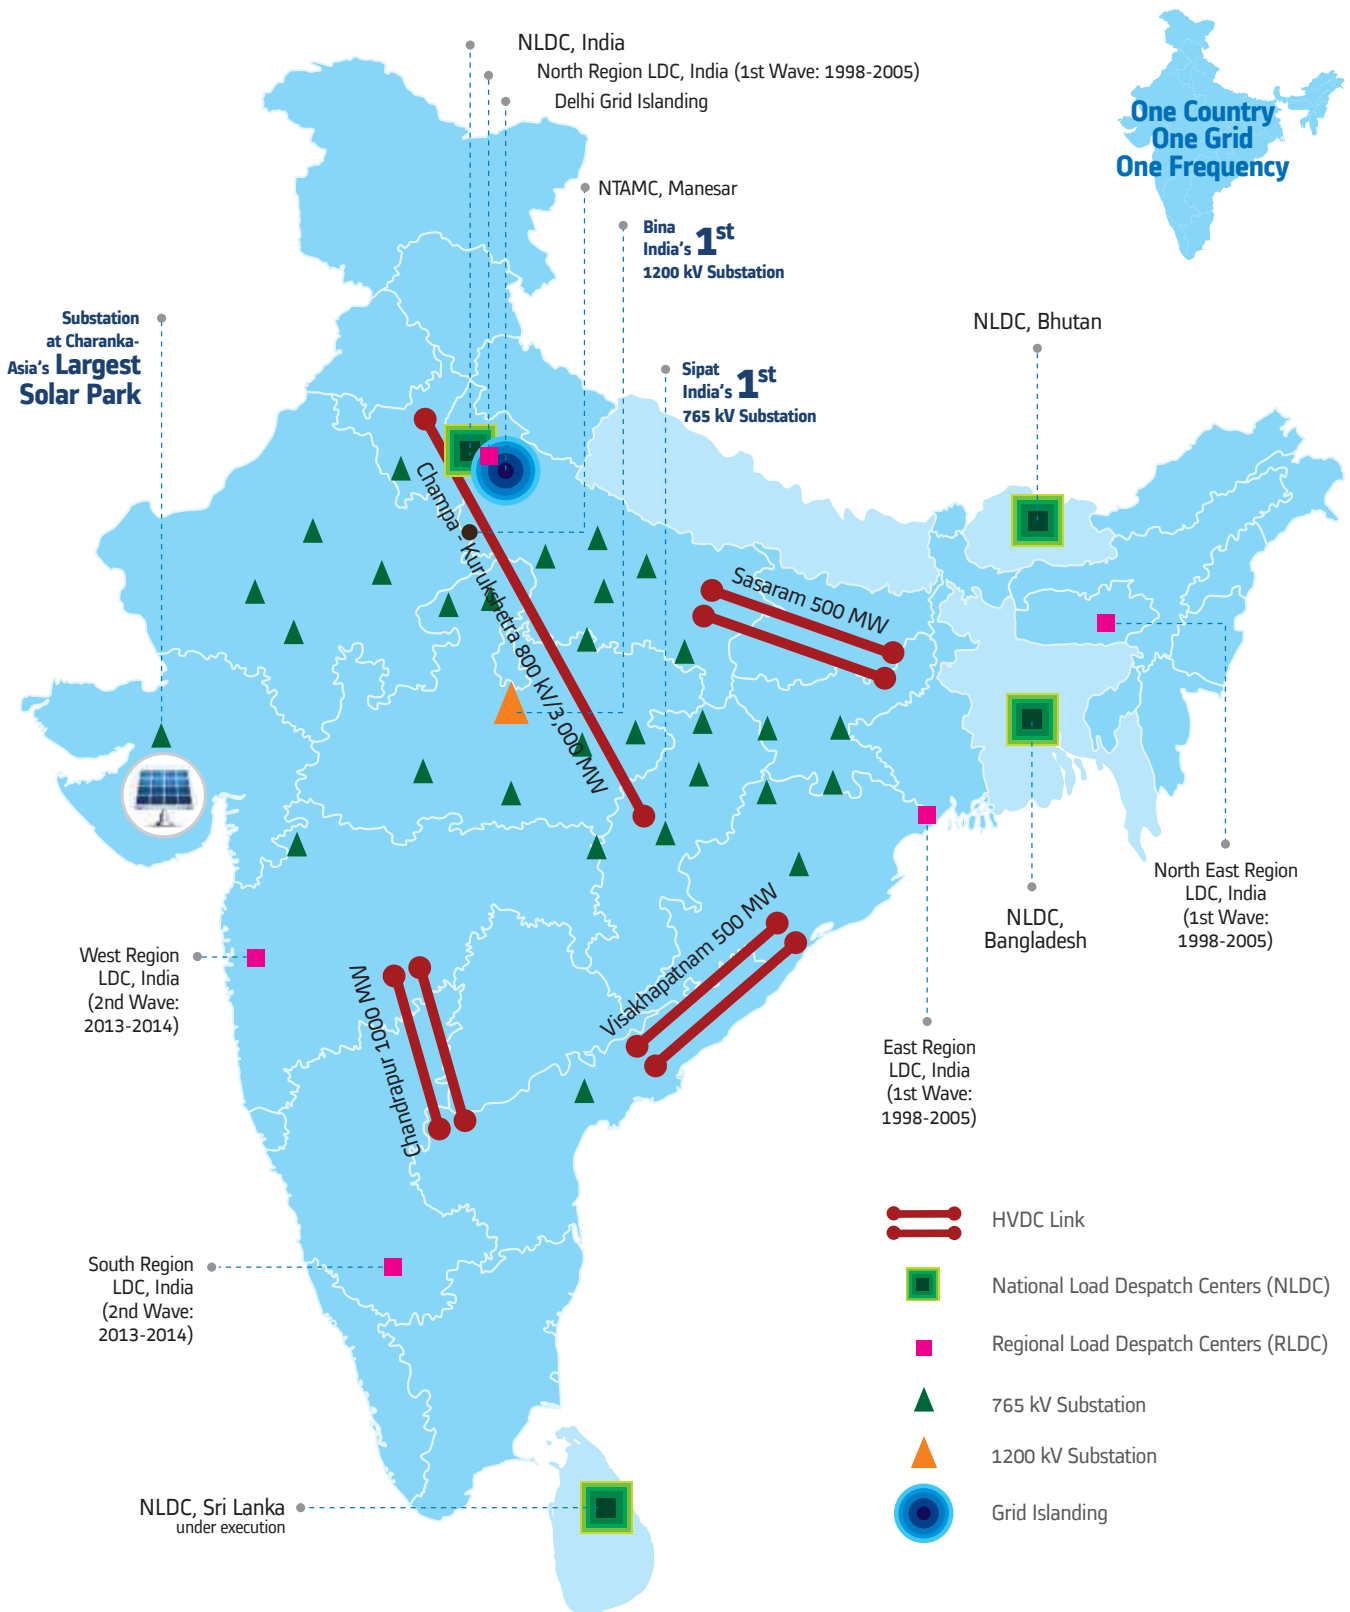 NLDC, India
North Region LDC, India (1st Wave: 1998-2005)
Delhi Grid Islanding
One Country
One Grid
One Frequency
NTAMC, Manesar
Bina
India's 1st
1200 kV Substation
Substation
at Charanka-
Asia's Largest
Solar Park
NLDC, Bhutan
Sipat
India's 1st
765 kV Substation
Champa - Kurukshetra 800 kV/3,000 MW
Sasaram 500 MW
North East Region
LDC, India
(1st Wave:
1998-2005)
NLDC,
Bangladesh
Visakhapatnam 500 MW
West Region
LDC, India
(2nd Wave:
2013-2014)
Chandrapur 1000 MW
East Region
LDC, India
(1st Wave:
1998-2005)
South Region
LDC, India
(2nd Wave:
2013-2014)
NLDC, Sri Lanka
under execution
HVDC Link
National Load Despatch Centers (NLDC)
Regional Load Despatch Centers (RLDC)
765 kV Substation
1200 kV Substation
Grid Islanding